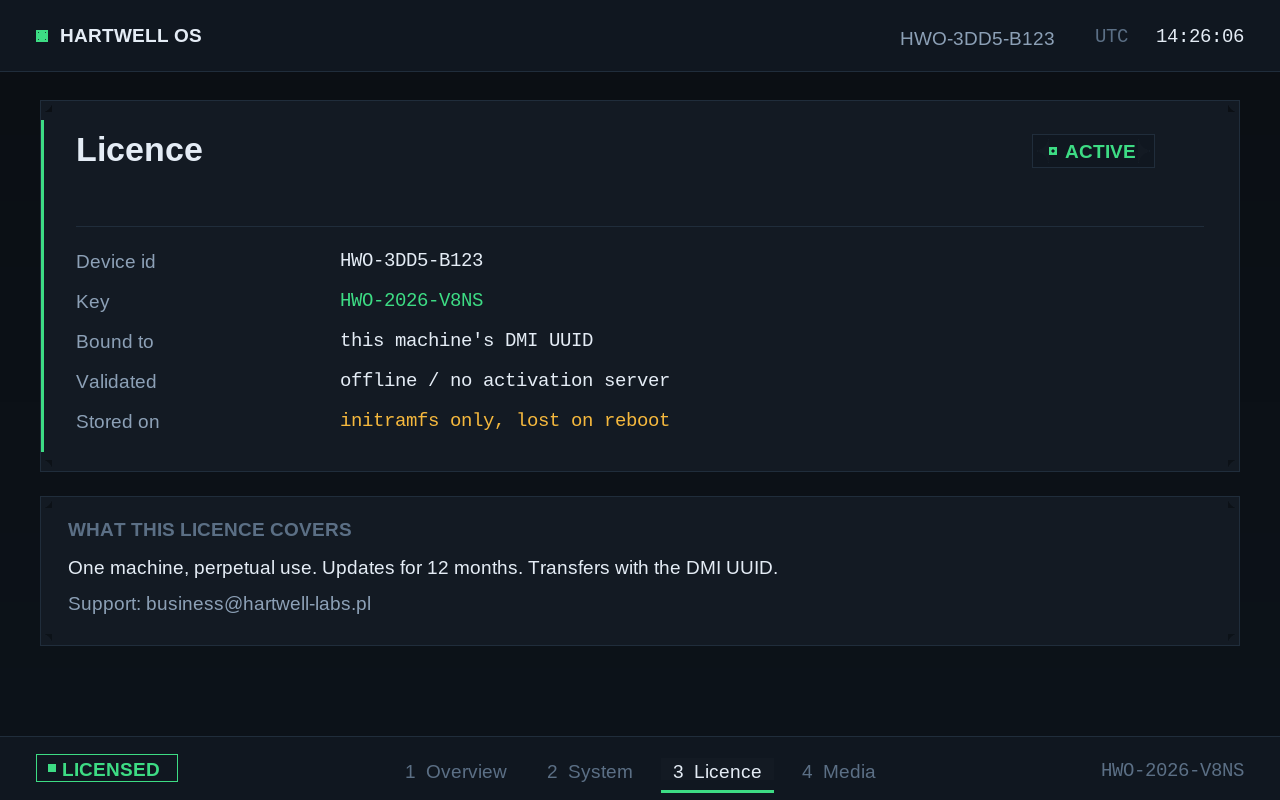 HARTWELL OS
HWO-3DD5-B123 UTC 14:26:06
Licence
ACTIVE
Device id HWO-3DD5-B123
Key HWO-2026-V8NS
Bound to this machine's DMI UUID
Validated offline / no activation server
Stored on initramfs only, lost on reboot
WHAT THIS LICENCE COVERS
One machine, perpetual use. Updates for 12 months. Transfers with the DMI UUID.
Support: business@hartwell-labs.pl
LICENSED
1 Overview 2 System 3 Licence 4 Media
HWO-2026-V8NS